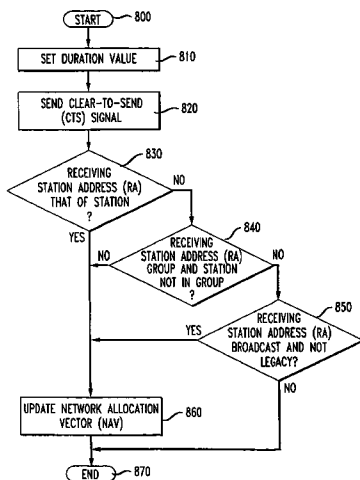 START
800
SET DURATION VALUE
810
SEND CLEAR-TO-SEND
(CTS) SIGNAL
820
830
RECEIVING
STATION ADDRESS (RA)
THAT OF STATION
?
NO
YES
840
RECEIVING
STATION ADDRESS (RA)
GROUP AND STATION
NOT IN GROUP
?
NO
NO
850
RECEIVING
STATION ADDRESS (RA)
BROADCAST AND NOT
LEGACY?
YES
NO
UPDATE NETWORK ALLOCATION
VECTOR (NAV)
860
END
870